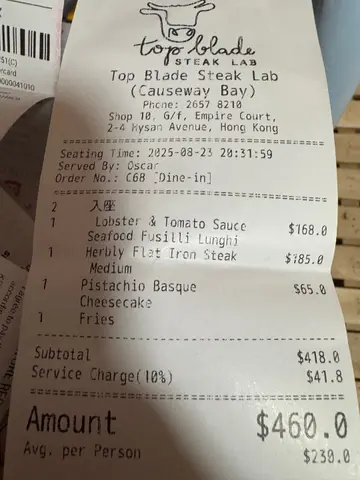 top blade
STEAK LAB
Top Blade Steak Lab
(Causeway Bay)
Phone: 2657 8210
Shop 10, G/f, Empire Court,
2-4 Hysan Avenue, Hong Kong
Seating Time: 2025-08-23 20:31:59
Served By: Oscar
Order No.: C68 [Dine-in]
2 入座
1 Lobster & Tomato Sauce $168.0
Seafood Fusilli Lunghi
1 Herbly Flat Iron Steak $185.0
Medium
1 Pistachio Basque $65.0
Cheesecake
1 Fries
Subtotal $418.0
Service Charge(10%) $41.8
Amount $460.0
Avg. per Person $230.0